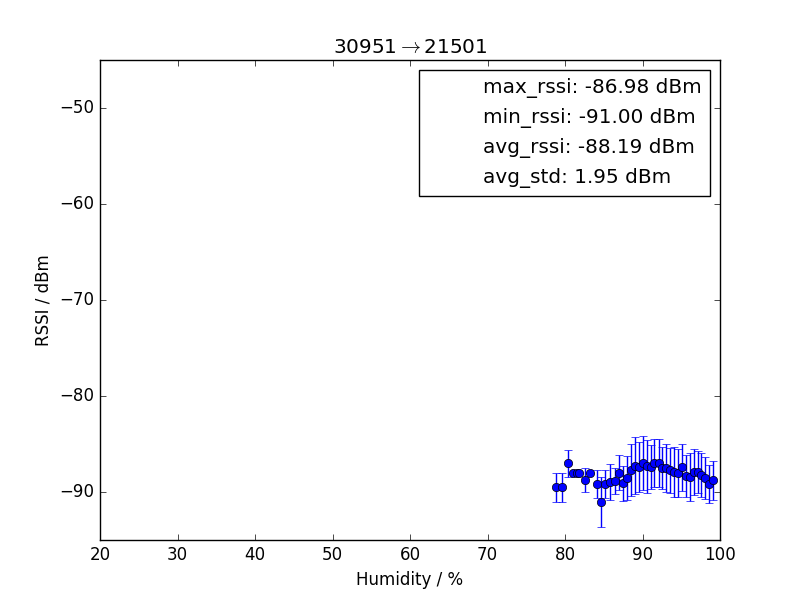 30951→21501
max_rssi: -86.98 dBm
min_rssi: -91.00 dBm
avg_rssi: -88.19 dBm
avg_std: 1.95 dBm
RSSI / dBm
−50
−60
−70
−80
−90
20 30 40 50 60 70 80 90 100
Humidity / %